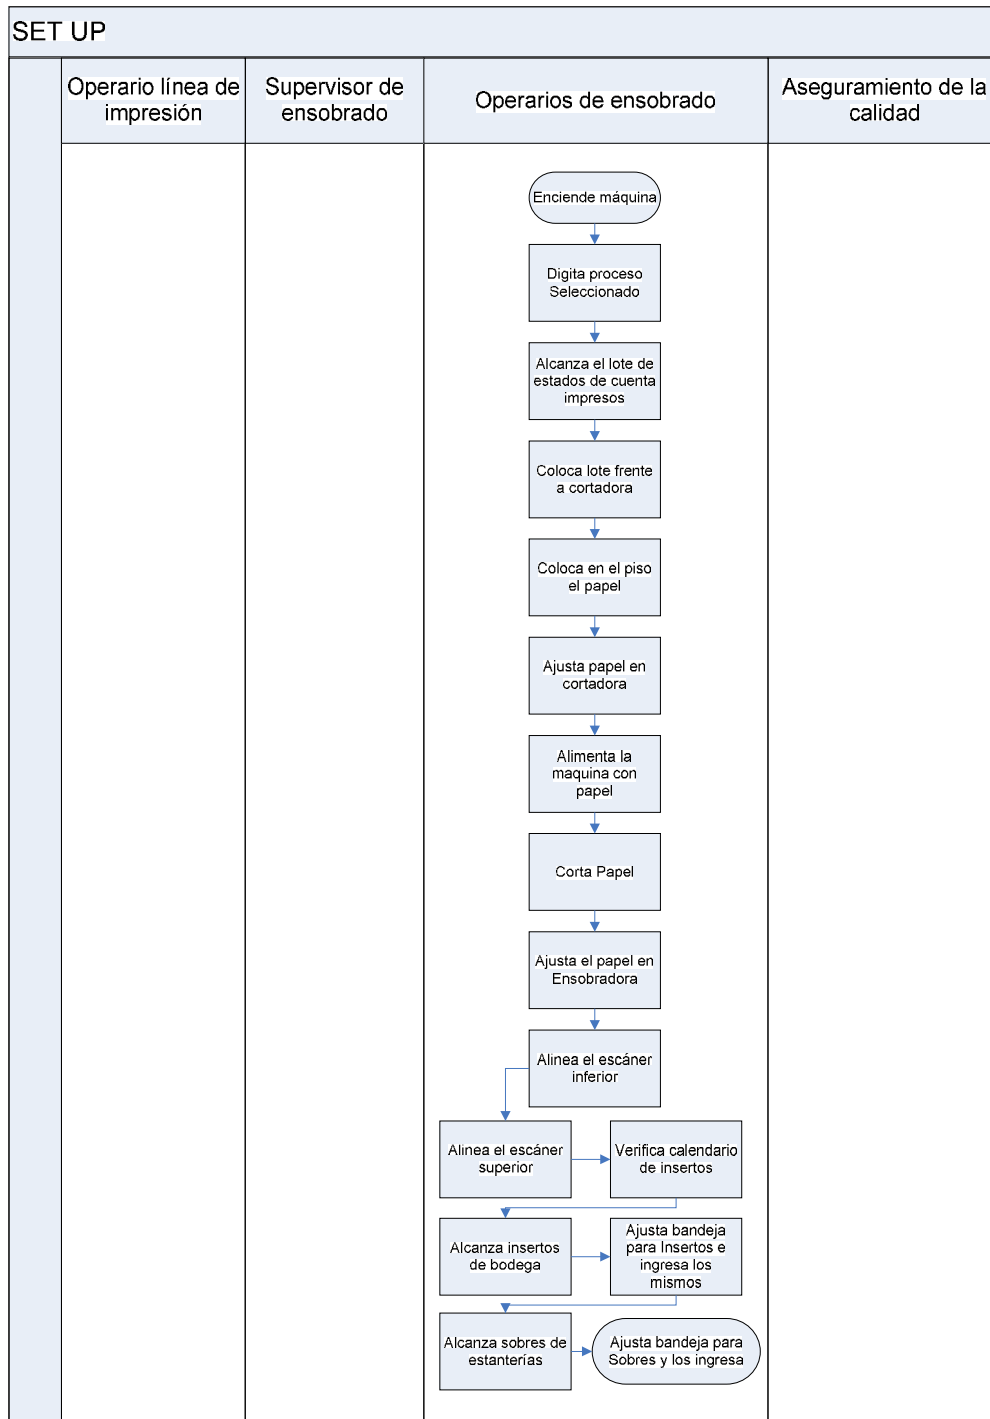 SET UP
Operario línea de
impresión
Supervisor de
ensobrado
Operarios de ensobrado
Aseguramiento de la
calidad
Enciende máquina
Digita proceso
Seleccionado
Alcanza el lote de
estados de cuenta
impresos
Coloca lote frente
a cortadora
Coloca en el piso
el papel
Ajusta papel en
cortadora
Alimenta la
maquina con
papel
Corta Papel
Ajusta el papel en
Ensobradora
Alinea el escáner
inferior
Alinea el escáner
superior
Verifica calendario
de insertos
Alcanza insertos
de bodega
Ajusta bandeja
para Insertos e
ingresa los
mismos
Alcanza sobres de
estanterías
Ajusta bandeja para
Sobres y los ingresa